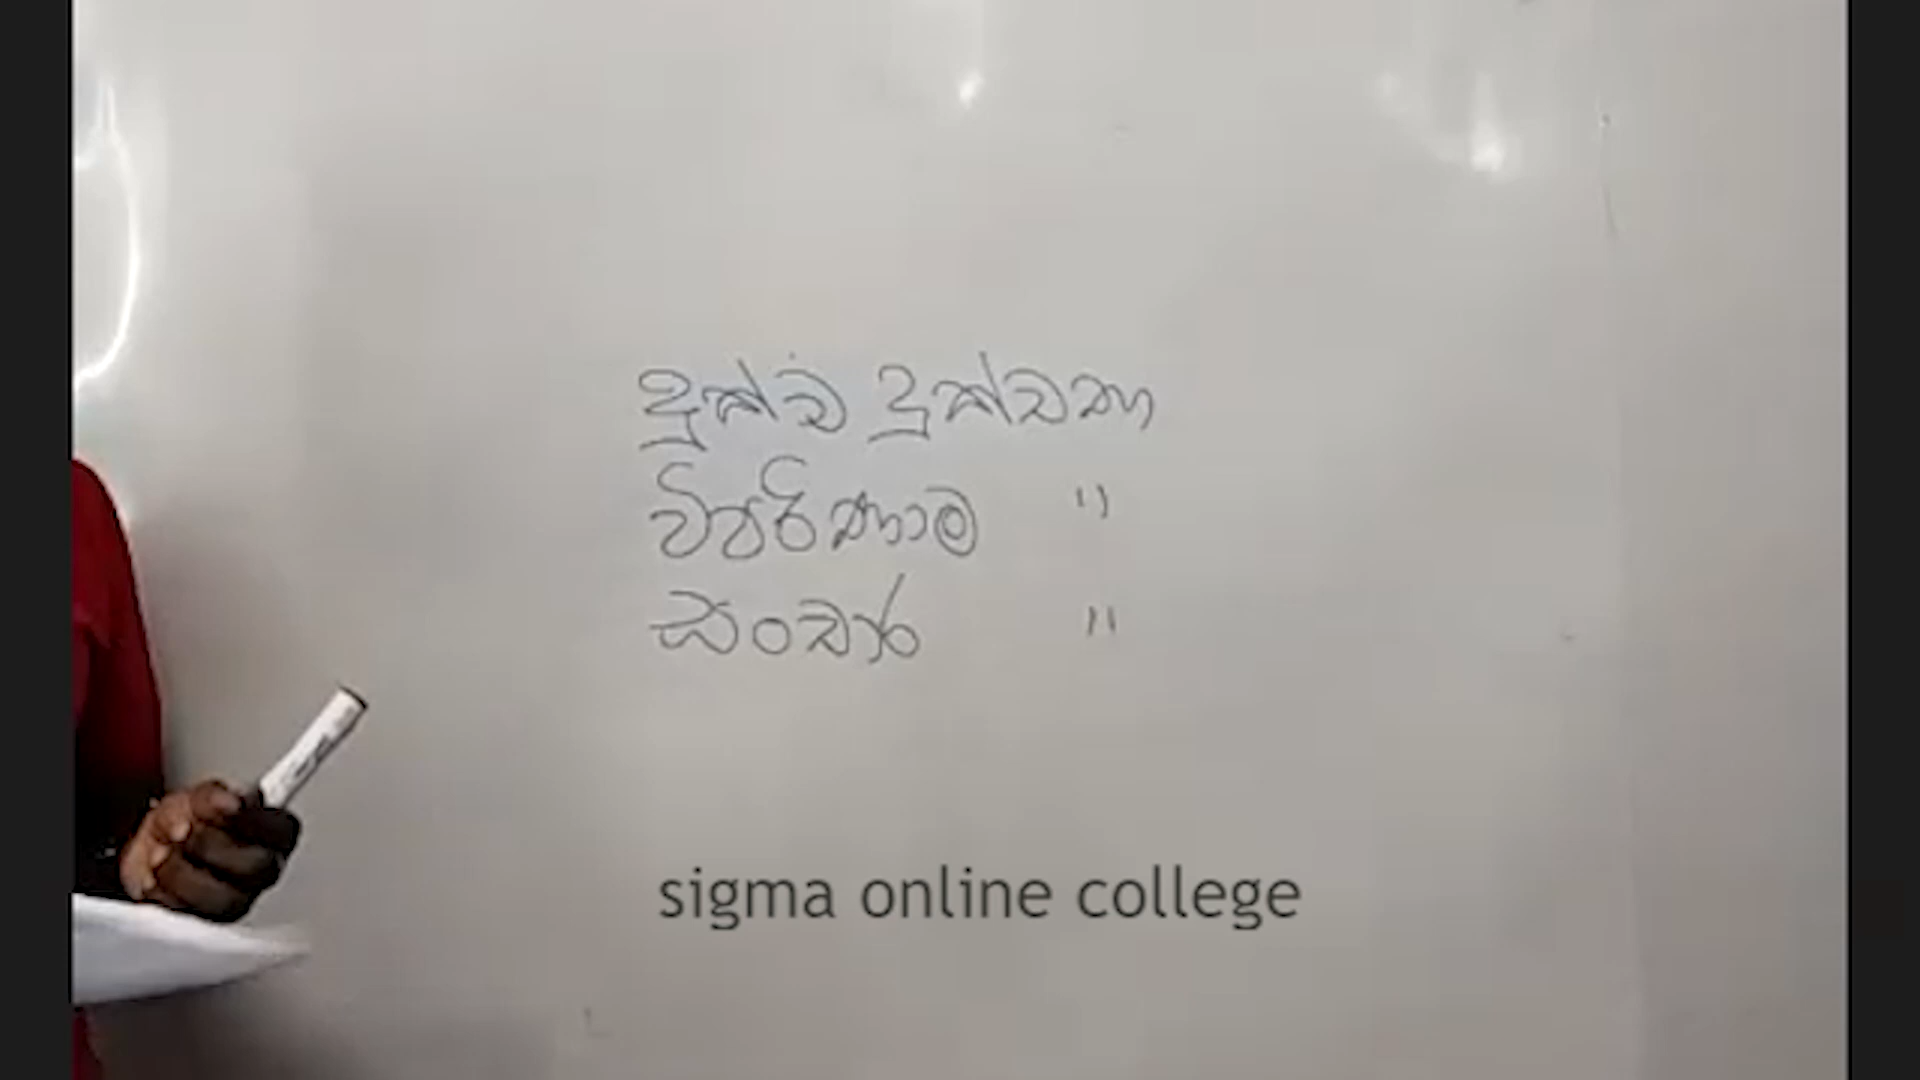 දුක්ඛ දුක්ඛතා
විපරිණාම "
සංඛාර "
sigma online college